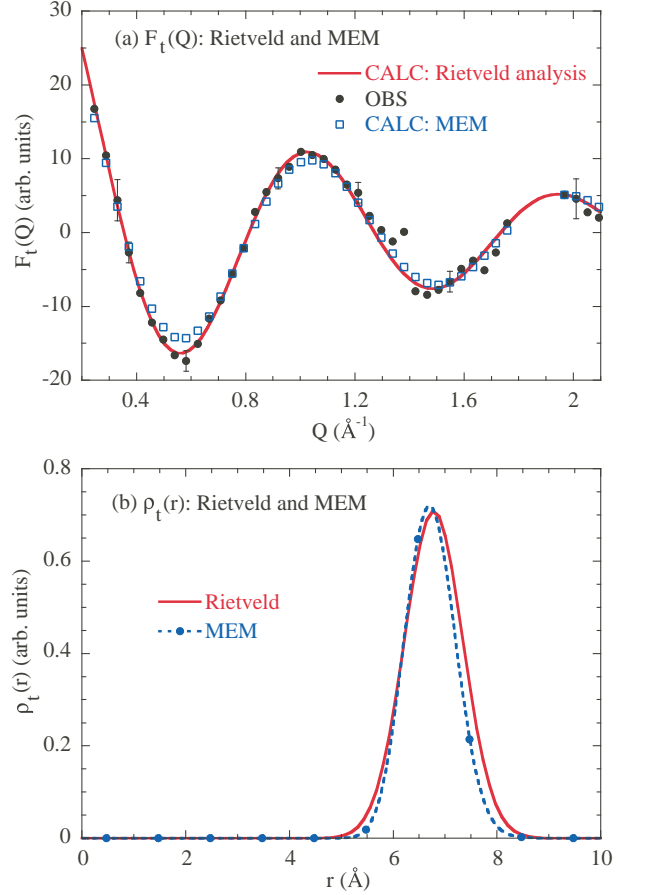 30
(a) F_t(Q): Rietveld and MEM
CALC: Rietveld analysis
OBS
CALC: MEM
20
10
0
-10
-20
F_t(Q) (arb. units)
0.4 0.8 1.2 1.6 2
Q (Å⁻¹)
0.8
(b) ρ_t(r): Rietveld and MEM
Rietveld
MEM
0.6
0.4
0.2
0
ρ_t(r) (arb. units)
0 2 4 6 8 10
r (Å)